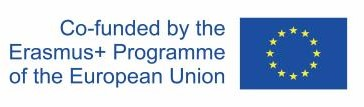 Co-funded by the
Erasmus+ Programme
of the European Union